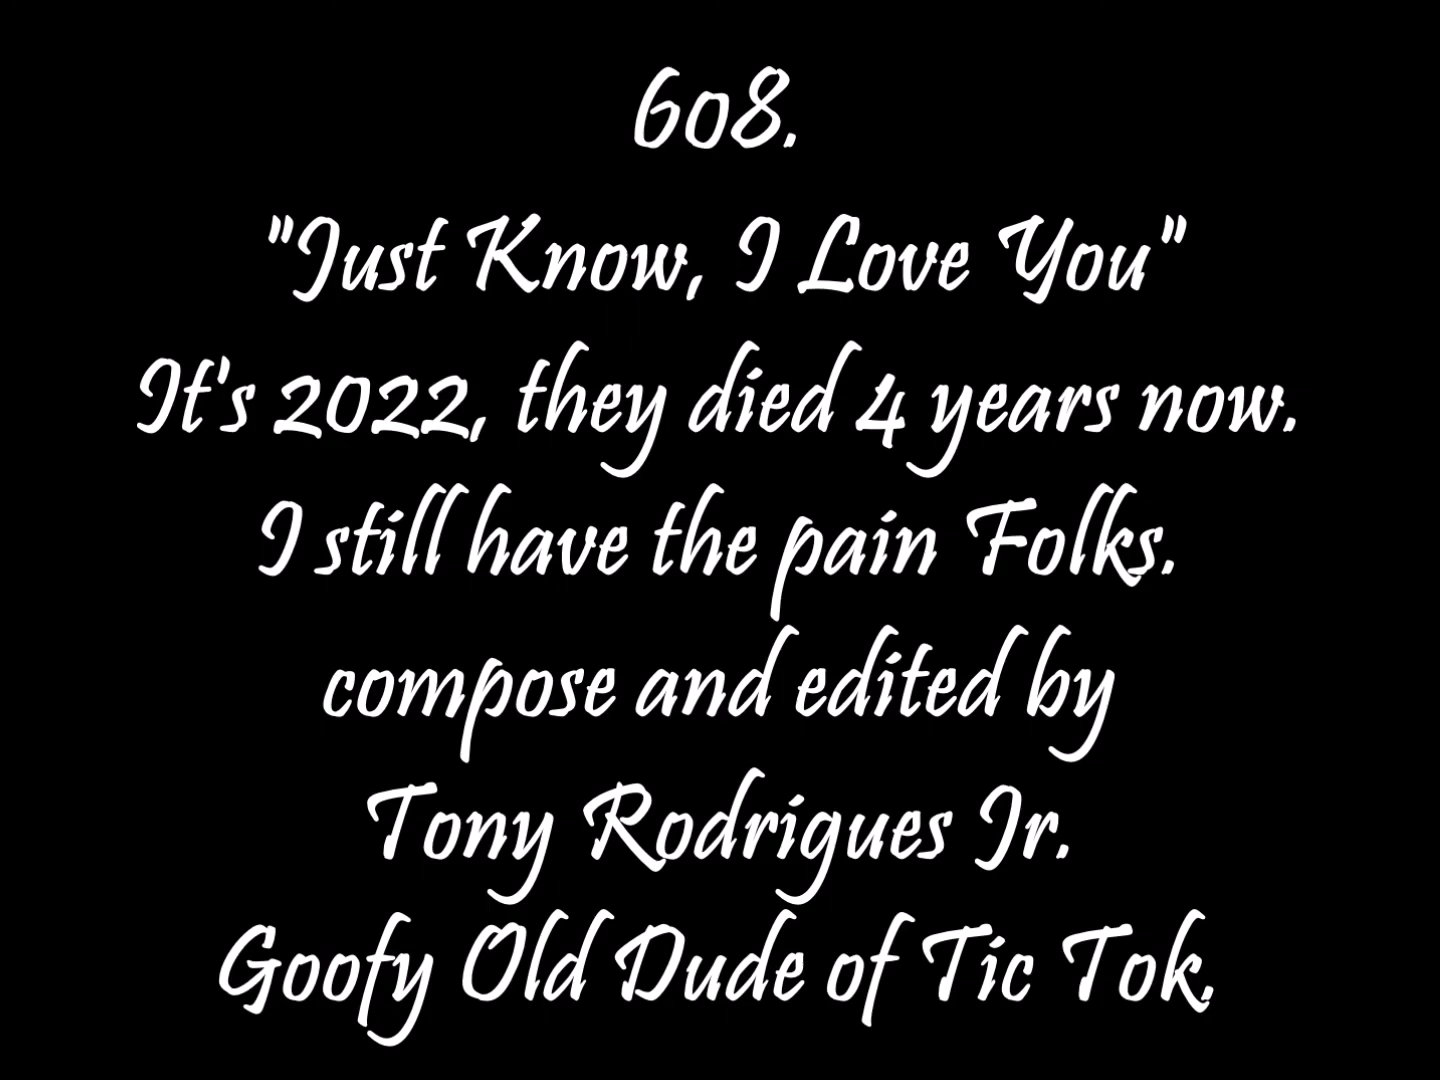 608.
"Just Know, I Love You"
It's 2022, they died 4 years now.
I still have the pain Folks.
compose and edited by
Tony Rodrigues Jr.
Goofy Old Dude of Tic Tok.